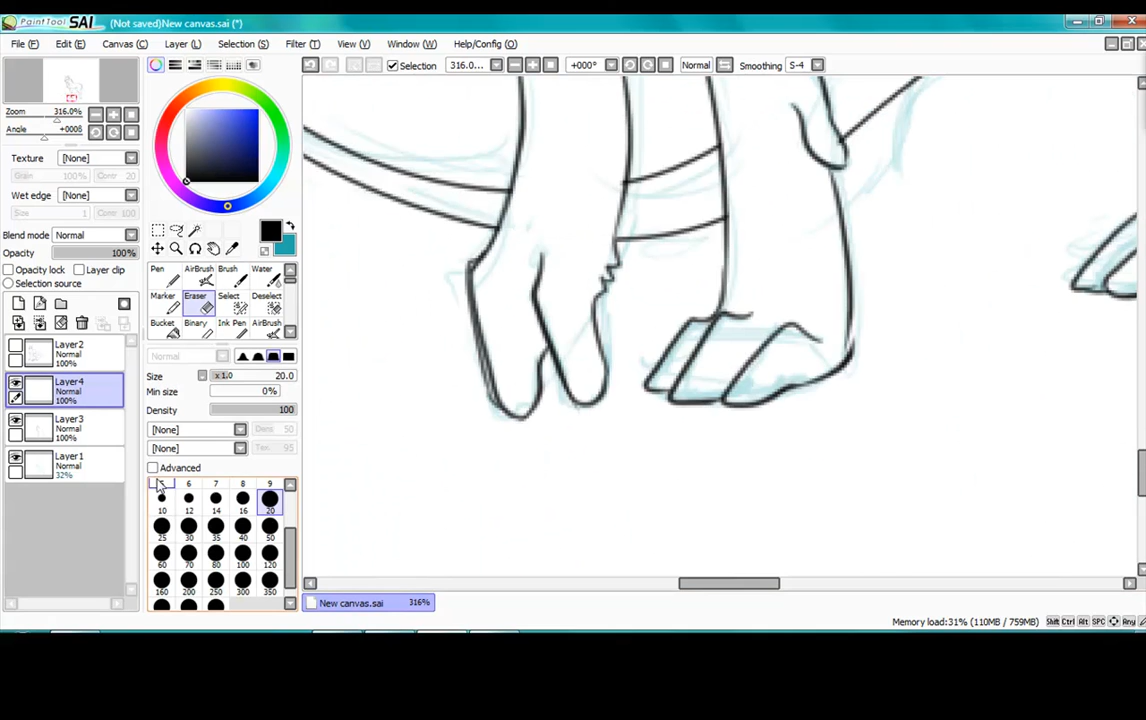 PaintTool SAI (Not saved)New canvas.sai (*)
File (F) Edit (E) Canvas (C) Layer (L) Selection (S) Filter (T) View (V) Window (W) Help/Config (O)
Selection 316.0... +000° Normal Smoothing S-4
Zoom 316.0%
Angle
Texture [None]
Grain 100% Contr 20
Wet edge [None]
Size 1 Contr 100
Blend mode Normal
Opacity 100%
Opacity lock Layer clip
Selection source
Layer2
Normal
100%
Layer4
Normal
100%
Layer3
Normal
100%
Layer1
Normal
32%
Pen AirBrush Brush Water
Marker Eraser Select Deselect
Bucket Binary Ink Pen AirBrush
Normal
Size x1.0 20.0
Min size 0%
Density 100
[None] 50
[None] 95
Advanced
6 7 8 9
10 12 14 16 20
25 30 35 40 50
60 70 80 100 120
160 200 250 300 350
New canvas.sai 316%
Memory load:31% (110MB / 759MB) Shift Ctrl Alt SPC Any